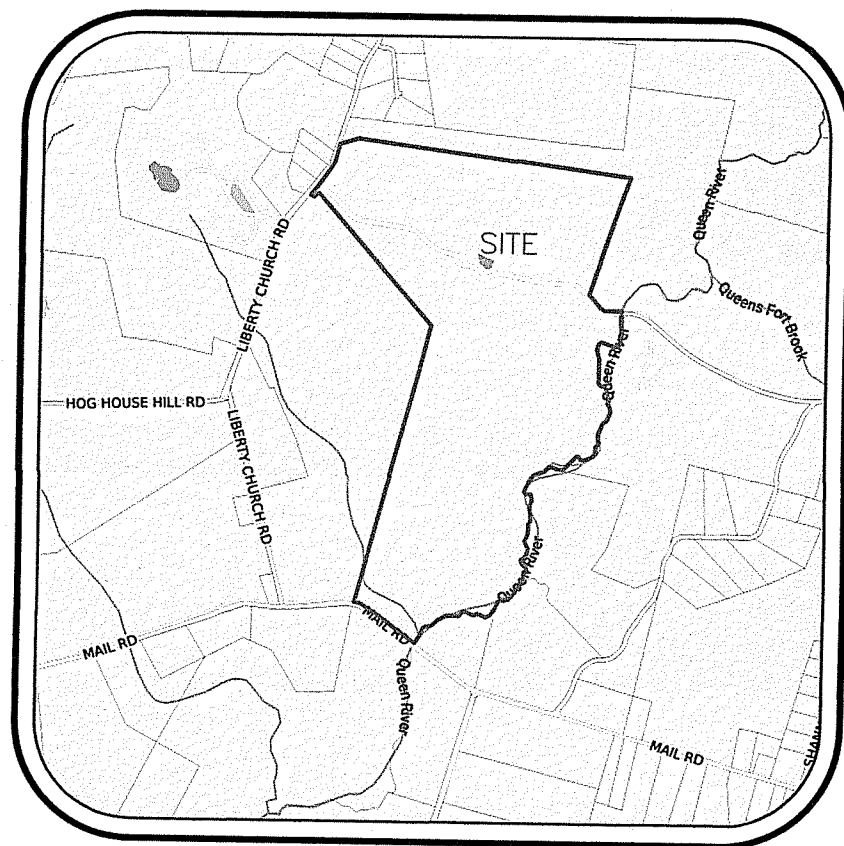 SITE
Queen River
Queens Fort Brook
LIBERTY CHURCH RD
Queen River
HOG HOUSE HILL RD
LIBERTY CHURCH RD
Queen River
MAIL RD
MAIL RD
Queen River
MAIL RD
SHANA